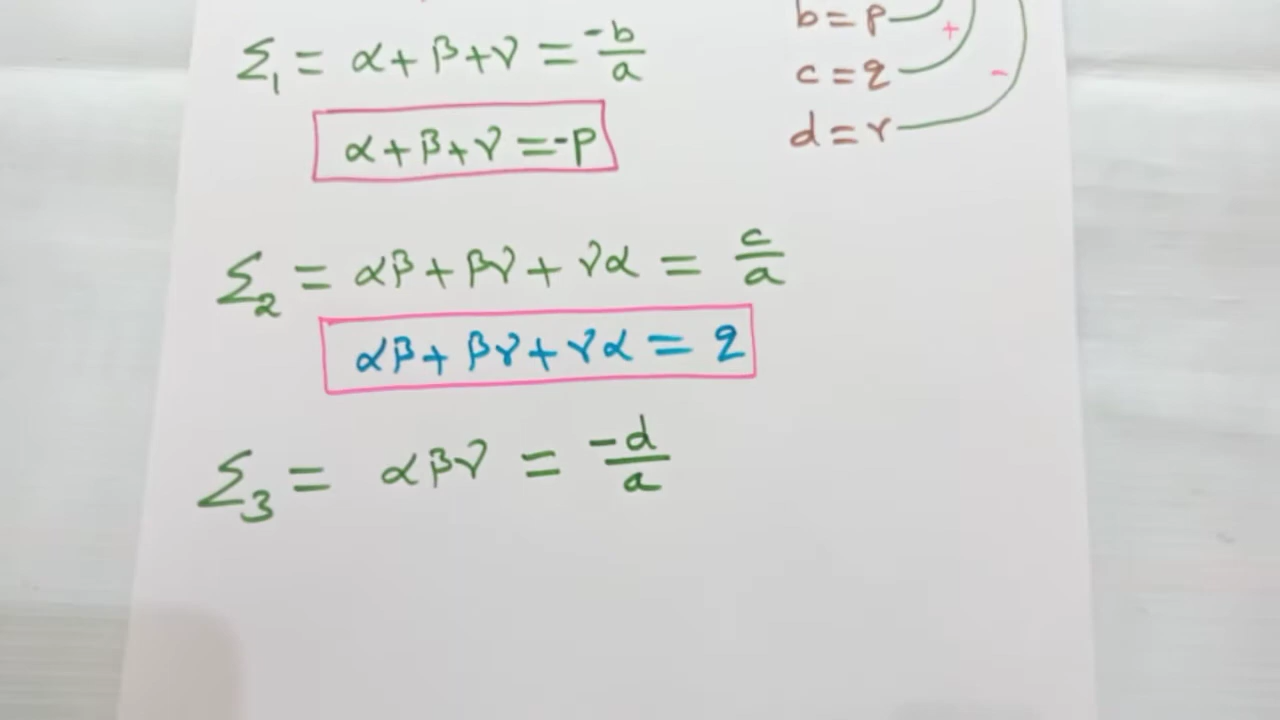 Σ₁ = α + β + γ = -b/a
α + β + γ = -p
b = p
+
c = q
-
d = r
Σ₂ = αβ + βγ + γα = c/a
αβ + βγ + γα = q
Σ₃ = αβγ = -d/a